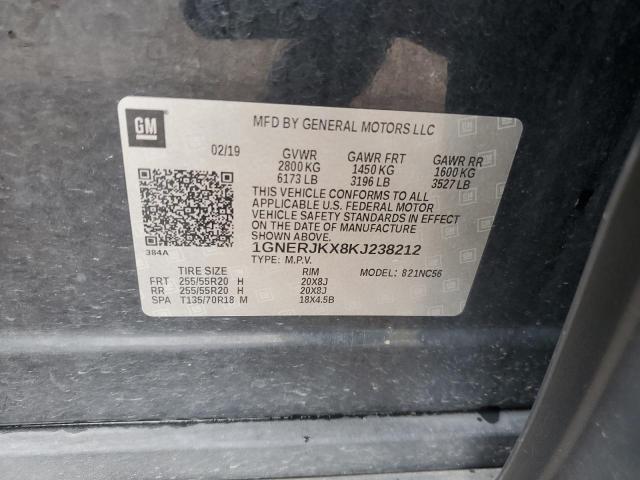 GM
MFD BY GENERAL MOTORS LLC
02/19 GVWR GAWR FRT GAWR RR
2800 KG 1450 KG 1600 KG
6173 LB 3196 LB 3527 LB
THIS VEHICLE CONFORMS TO ALL
APPLICABLE U.S. FEDERAL MOTOR
VEHICLE SAFETY STANDARDS IN EFFECT
ON THE DATE OF MANUFACTURE
SHOWN ABOVE.
384A
1GNERJKX8KJ238212
TYPE: M.P.V. MODEL: 821NC56
TIRE SIZE RIM
FRT 255/55R20 H 20X8J
RR 255/55R20 H 20X8J
SPA T135/70R18 M 18X4.5B